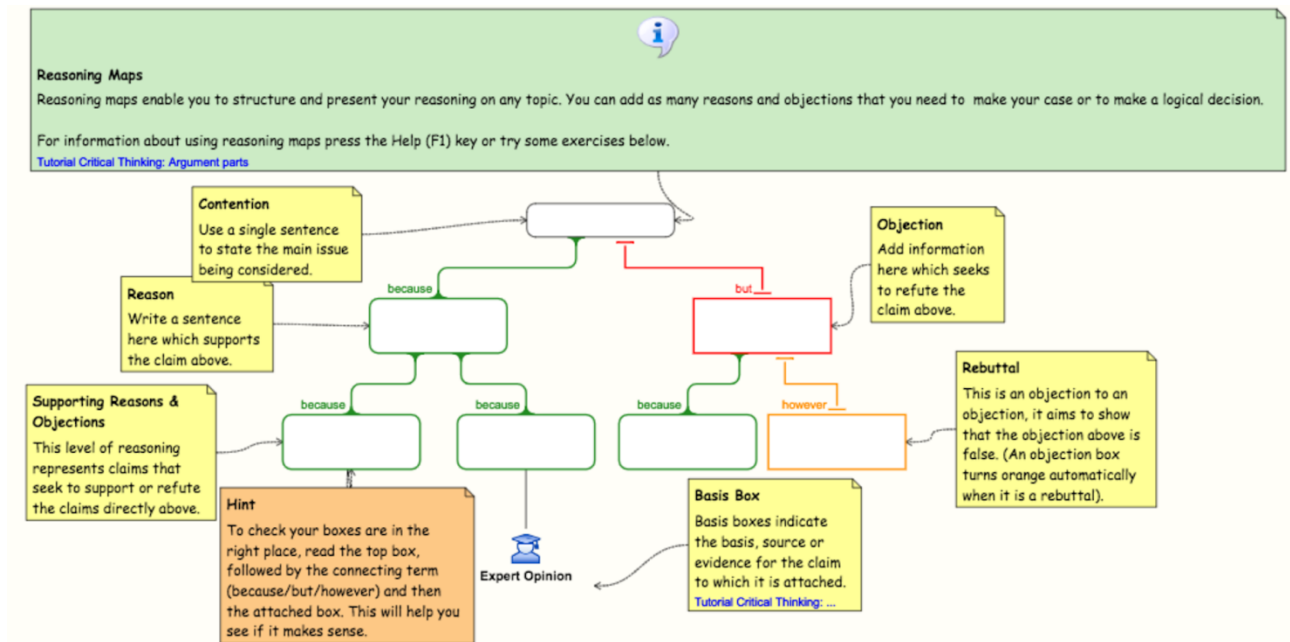 Reasoning Maps
Reasoning maps enable you to structure and present your reasoning on any topic. You can add as many reasons and objections that you need to make your case or to make a logical decision.
For information about using reasoning maps press the Help (F1) key or try some exercises below.
Tutorial Critical Thinking: Argument parts
Contention
Use a single sentence
to state the main issue
being considered.
Objection
Add information
here which seeks
to refute the
claim above.
Reason
Write a sentence
here which supports
the claim above.
because
but
Supporting Reasons &
Objections
This level of reasoning
represents claims that
seek to support or refute
the claims directly above.
because
because
because
however
Rebuttal
This is an objection to an
objection, it aims to show
that the objection above is
false. (An objection box
turns orange automatically
when it is a rebuttal).
Hint
To check your boxes are in the
right place, read the top box,
followed by the connecting term
(because/but/however) and then
the attached box. This will help you
see if it makes sense.
Expert Opinion
Basis Box
Basis boxes indicate
the basis, source or
evidence for the claim
to which it is attached.
Tutorial Critical Thinking: ...